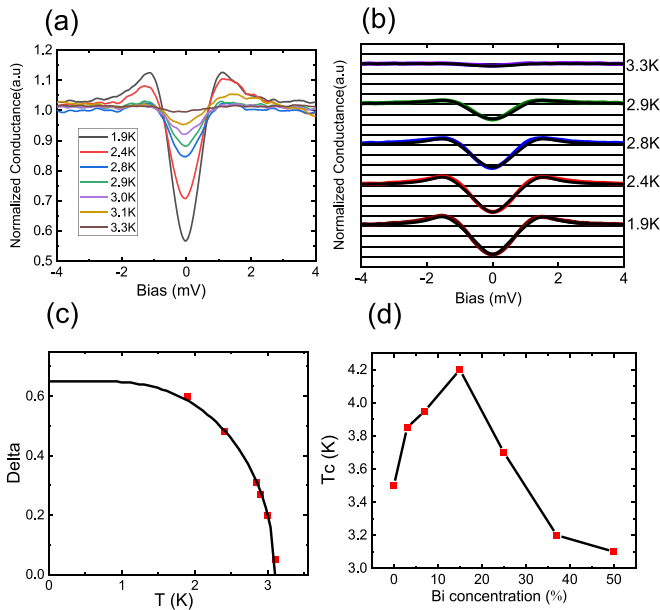 (a)
Normalized Conductance(a.u)
1.2
1.1
1.0
0.9
0.8
0.7
0.6
0.5
1.9K
2.4K
2.8K
2.9K
3.0K
3.1K
3.3K
-4
-2
0
2
4
Bias (mV)
(b)
Normalized Conductance(a.u)
3.3K
2.9K
2.8K
2.4K
1.9K
-4
-2
0
2
4
Bias (mV)
(c)
Delta
0.6
0.4
0.2
0.0
0
1
2
3
T (K)
(d)
Tc (K)
4.2
4.0
3.8
3.6
3.4
3.2
3.0
0
10
20
30
40
50
Bi concentration (%)